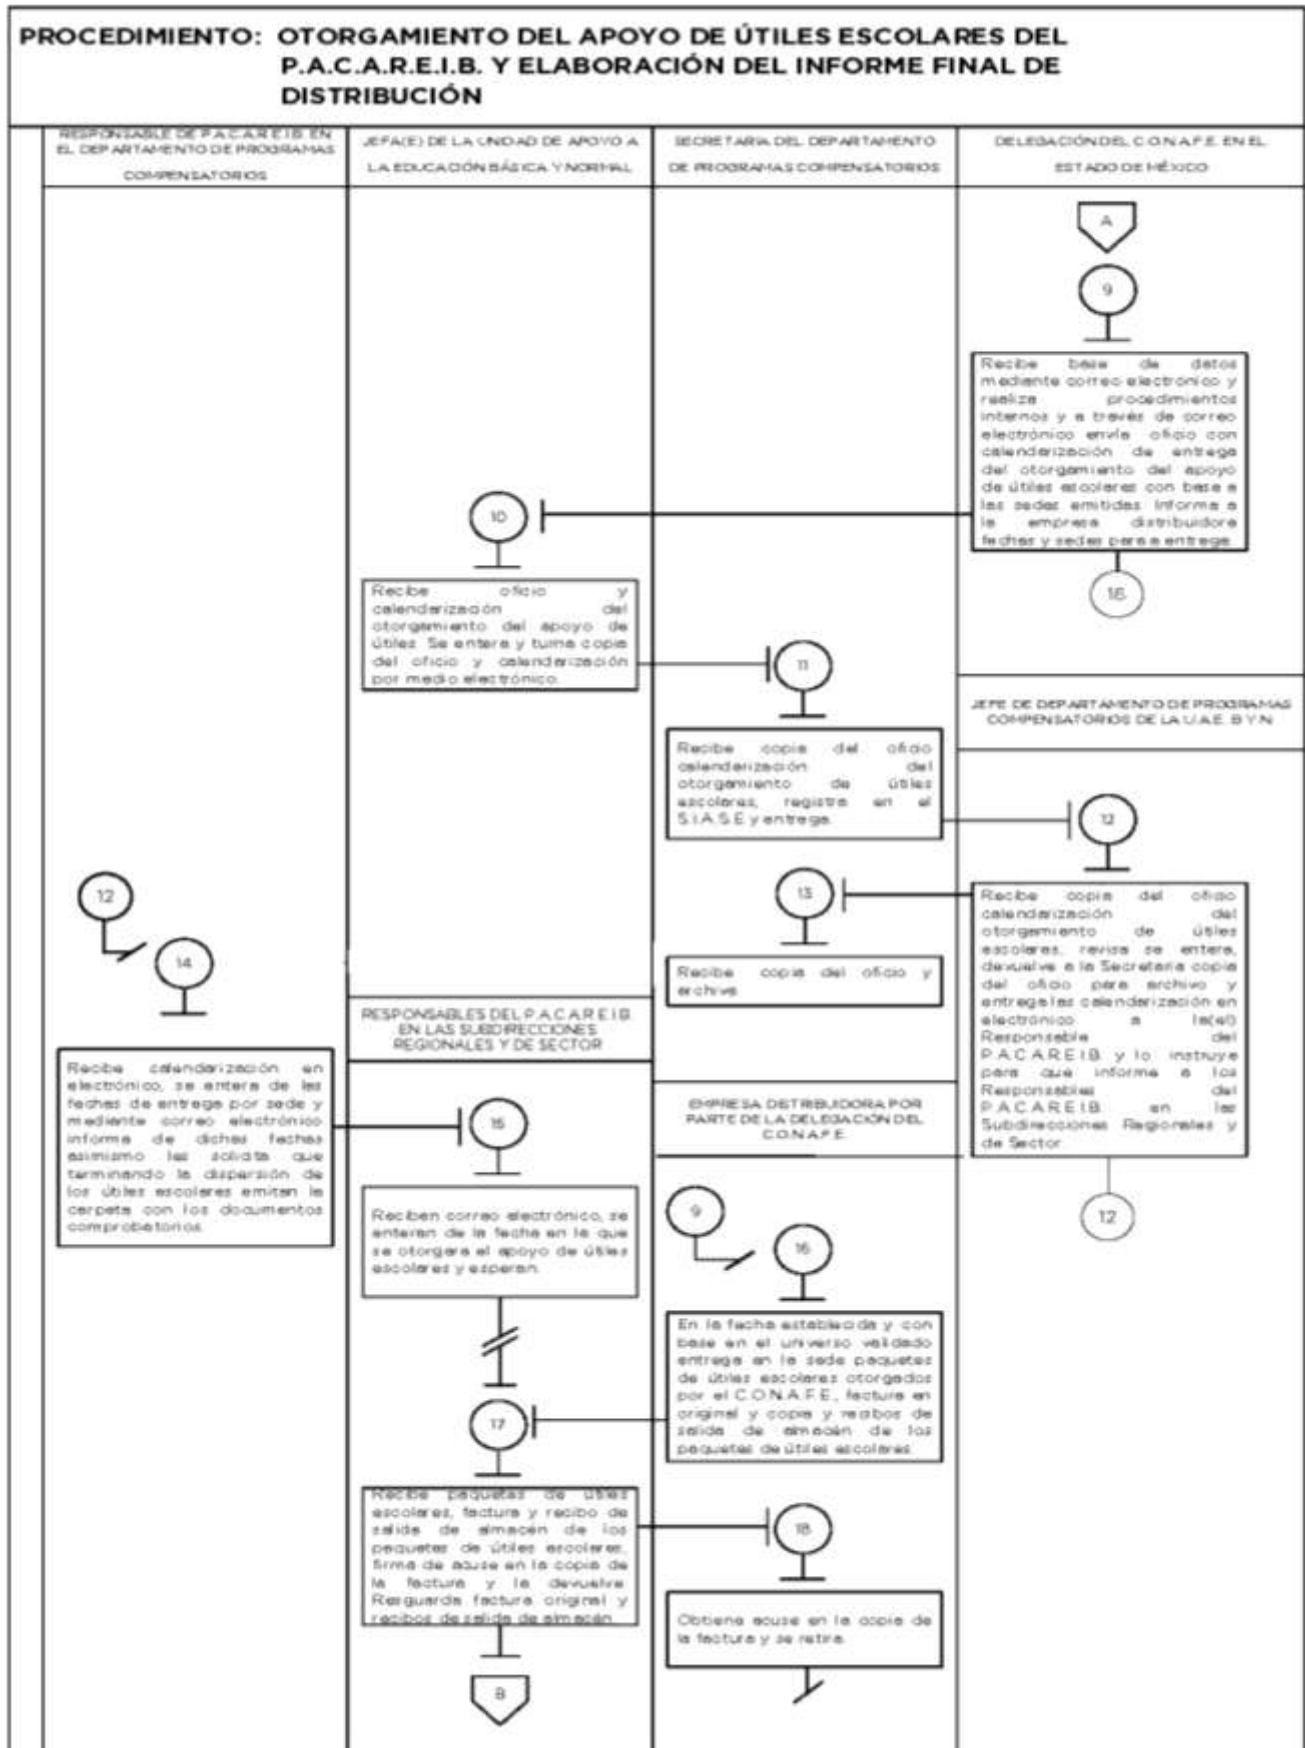 PROCEDIMIENTO: OTORGAMIENTO DEL APOYO DE ÚTILES ESCOLARES DEL
P.A.C.A.R.E.I.B. Y ELABORACIÓN DEL INFORME FINAL DE
DISTRIBUCIÓN
RESPONSABLE DE P.A.C.A.R.E.I.B. EN
EL DEPARTAMENTO DE PROGRAMAS
COMPENSATORIOS
JEFA(E) DE LA UNIDAD DE APOYO A
LA EDUCACIÓN BÁSICA Y NORMAL
SECRETARIA DEL DEPARTAMENTO
DE PROGRAMAS COMPENSATORIOS
DELEGACIÓN DEL C.O.N.A.F.E. EN EL
ESTADO DE MÉXICO
A
9
Recibe base de datos
mediante correo electrónico y
realiza procedimientos
internos y a través de correo
electrónico envía oficio con
calendarización de entrega
del otorgamiento del apoyo
de útiles escolares con base a
las sedes emitidas. Informa a
la empresa distribuidora
fechas y sedes para a entrega.
16
10
Recibe oficio y
calendarización del
otorgamiento del apoyo de
útiles. Se entera y turna copia
del oficio y calendarización
por medio electrónico.
11
Recibe copia del oficio
calendarización del
otorgamiento de útiles
escolares, registra en el
S.I.A.S.E y entrega.
JEFE DE DEPARTAMENTO DE PROGRAMAS
COMPENSATORIOS DE LA U.A.E. B Y N
12
Recibe copia del oficio
calendarización del
otorgamiento de útiles
escolares, revisa se entera,
devuelve a la Secretaria copia
del oficio para archivo y
entrega las calendarización en
electrónico a la(el)
Responsable del
P.A.C.A.R.E.I.B. y lo instruye
para que informe a los
Responsables del
P.A.C.A.R.E.I.B. en las
Subdirecciones Regionales y
de Sector.
12
13
Recibe copia del oficio y
archiva.
12
14
Recibe calendarización en
electrónico, se entera de las
fechas de entrega por sede y
mediante correo electrónico
informa de dichas fechas
asimismo les solicita que
terminando la dispersión de
los útiles escolares emitan la
carpeta con los documentos
comprobatorios.
RESPONSABLES DEL P.A.C.A.R.E.I.B.
EN LAS SUBDIRECCIONES
REGIONALES Y DE SECTOR
15
Reciben correo electrónico, se
enteran de la fecha en la que
se otorgara el apoyo de útiles
escolares y esperan.
EMPRESA DISTRIBUIDORA POR
PARTE DE LA DELEGACIÓN DEL
C.O.N.A.F.E.
9
16
En la fecha establecida y con
base en el universo validado
entrega en la sede paquetes
de útiles escolares otorgados
por el C.O.N.A.F.E., factura en
original y copia y recibos de
salida de almacén de los
paquetes de útiles escolares.
17
Recibe paquetes de útiles
escolares, factura y recibo de
salida de almacén de los
paquetes de útiles escolares,
firma de acuse en la copia de
la factura y la devuelve.
Resguarda factura original y
recibos de salida de almacén.
B
18
Obtiene acuse en la copia de
la factura y se retira.